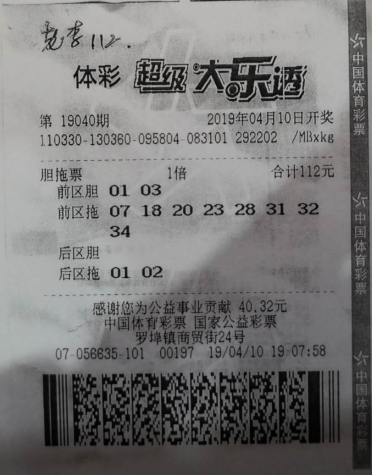 李112.
体彩 超级大乐透
第 19040期 2019年04月10日开奖
110330-130360-095804-083101 292202 /MBxkg
胆拖票 1倍 合计112元
前区胆 01 03
前区拖 07 18 20 23 28 31 32
34
后区胆
后区拖 01 02
感谢您为公益事业贡献 40.32元
中国体育彩票 国家公益彩票
罗埠镇商贸街24号
07-056635-101 00197 19/04/10 19:07:58
中国体育彩票
中国体育彩票
中国体育彩票